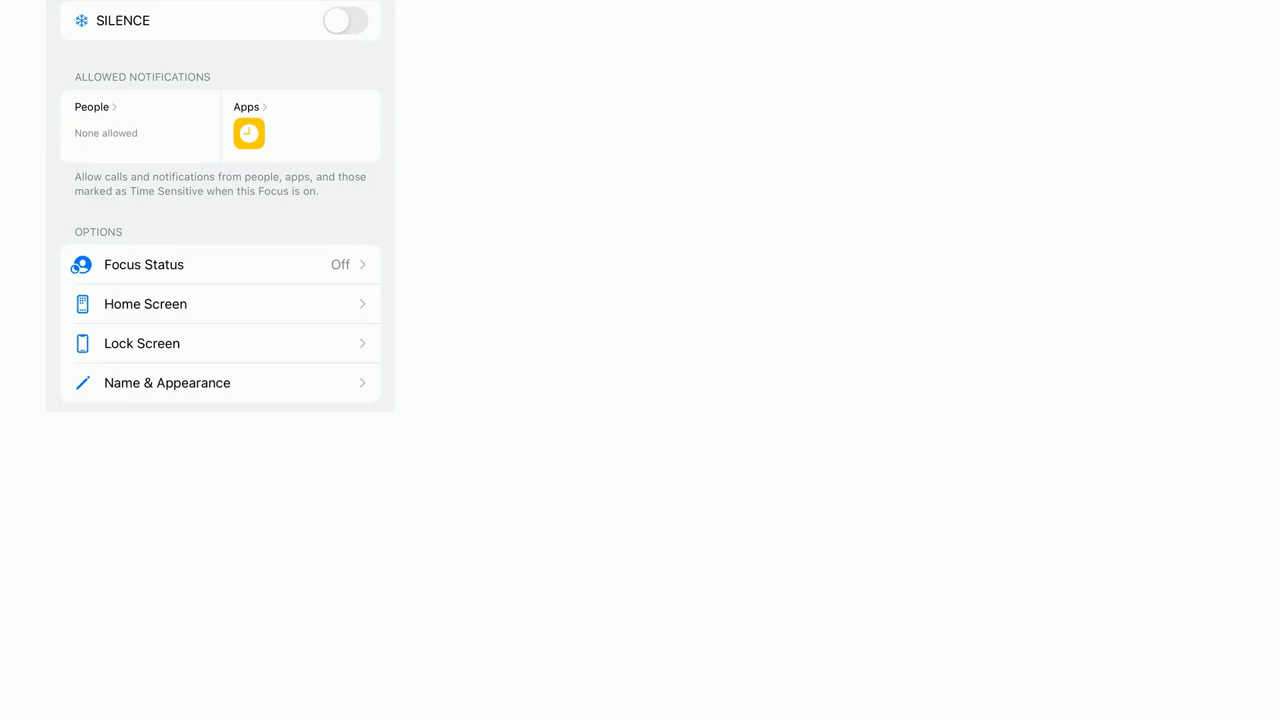 SILENCE
ALLOWED NOTIFICATIONS
People
Apps
None allowed
Allow calls and notifications from people, apps, and those
marked as Time Sensitive when this Focus is on.
OPTIONS
Focus Status Off
Home Screen
Lock Screen
Name & Appearance